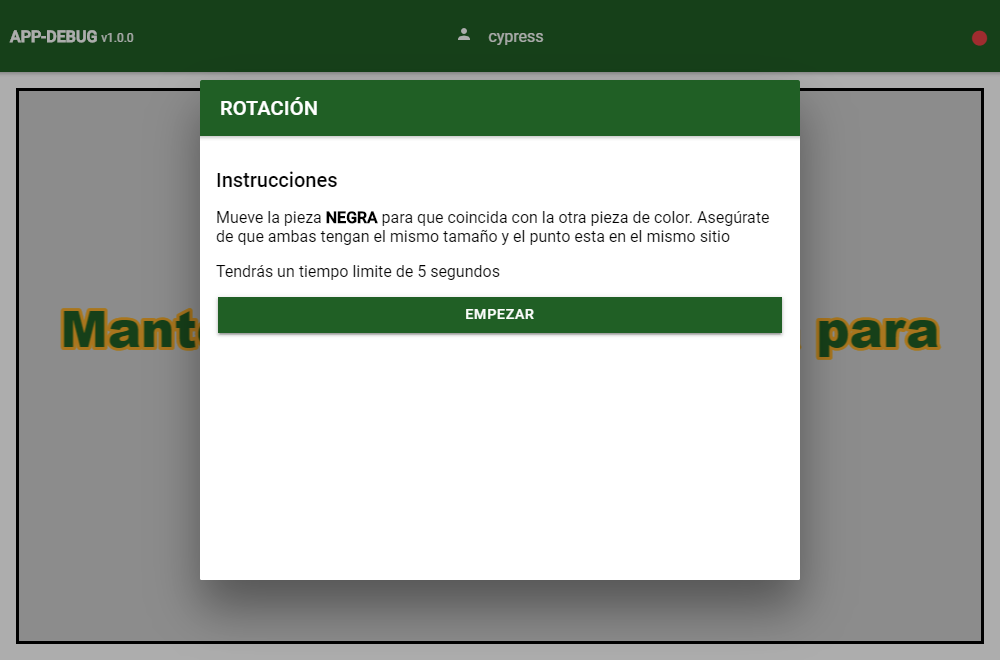 APP-DEBUG v1.0.0
cypress
ROTACIÓN
Instrucciones
Mueve la pieza NEGRA para que coincida con la otra pieza de color. Asegúrate
de que ambas tengan el mismo tamaño y el punto esta en el mismo sitio
Tendrás un tiempo limite de 5 segundos
EMPEZAR
para